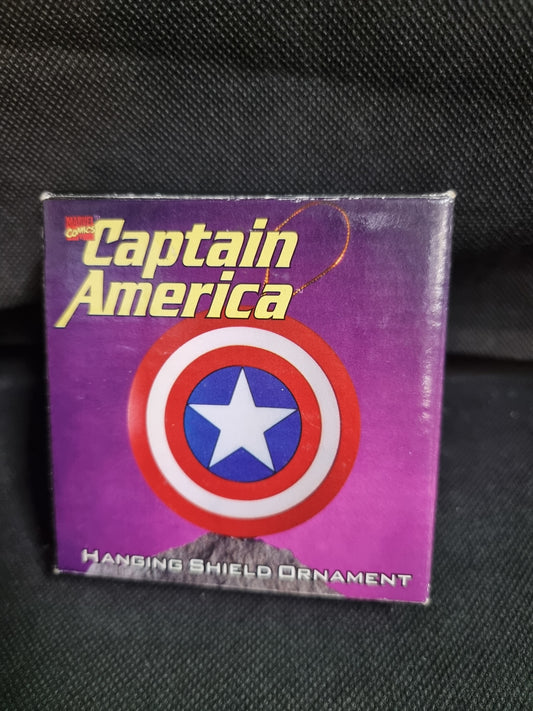 MARVEL
COMICS
Captain
America
HANGING SHIELD ORNAMENT